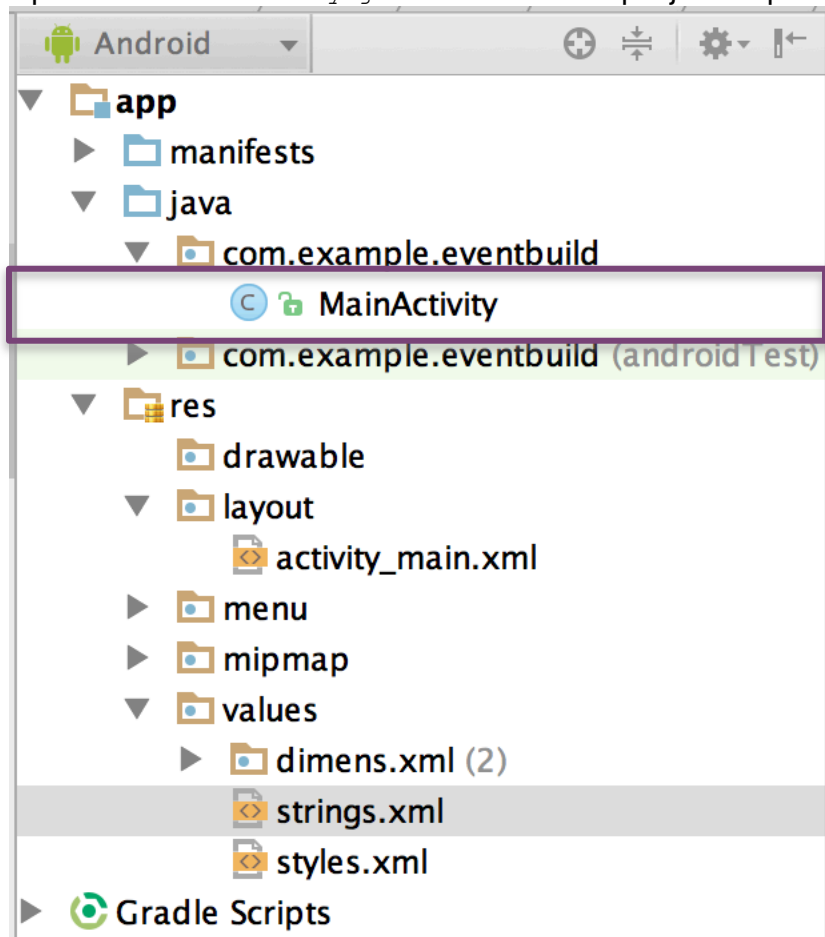 Android
app
manifests
java
com.example.eventbuild
C MainActivity
com.example.eventbuild (androidTest)
res
drawable
layout
<> activity_main.xml
menu
mipmap
values
dimens.xml (2)
<> strings.xml
<> styles.xml
Gradle Scripts